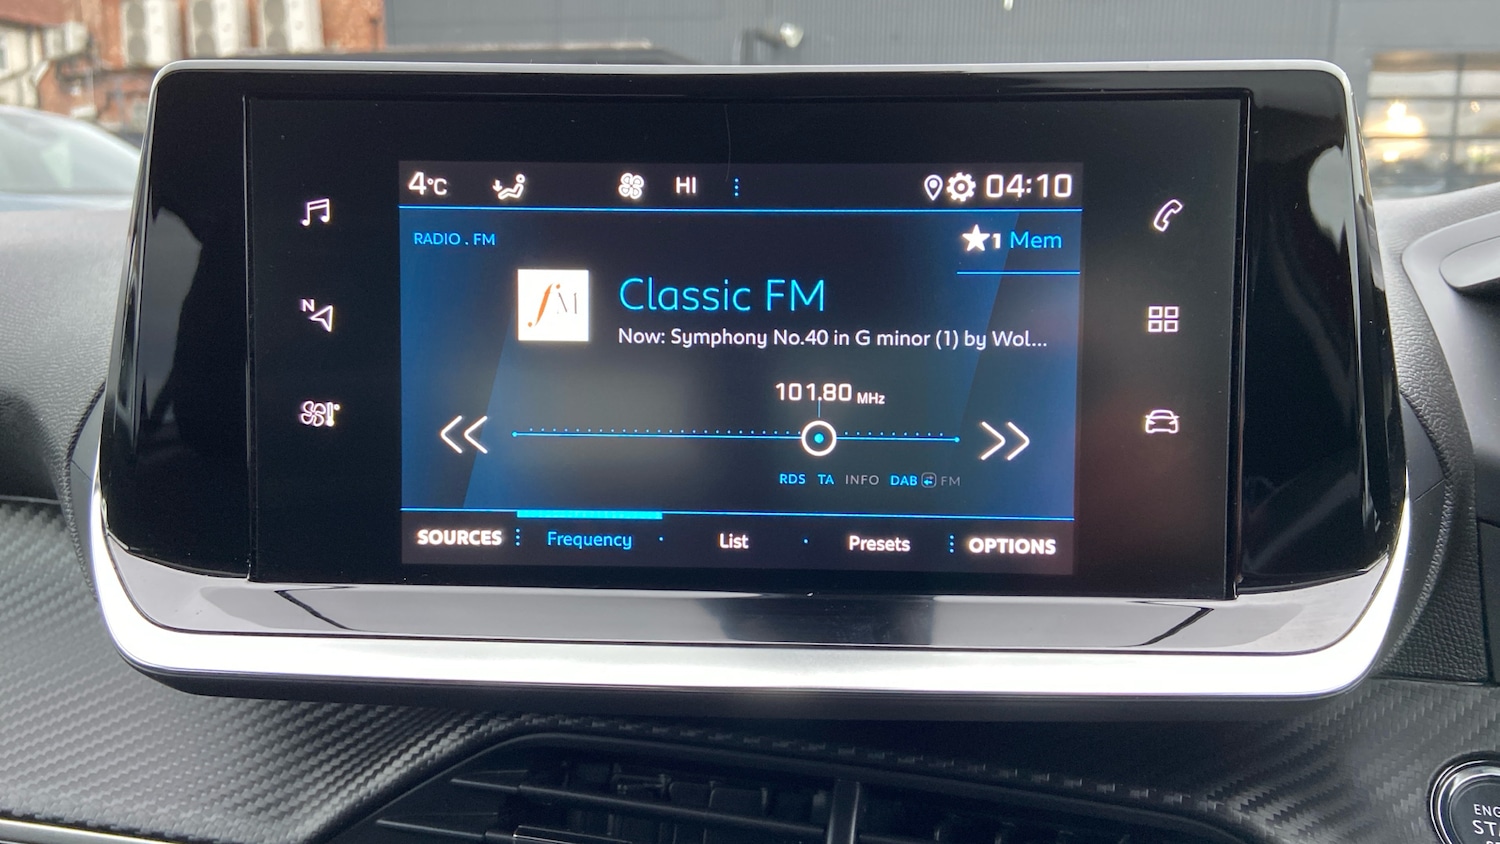 4°C HI 04:10
RADIO . FM
1 Mem
fM
Classic FM
Now: Symphony No.40 in G minor (1) by Wol...
N
101.80 MHz
RDS TA INFO DAB FM
SOURCES Frequency List Presets OPTIONS